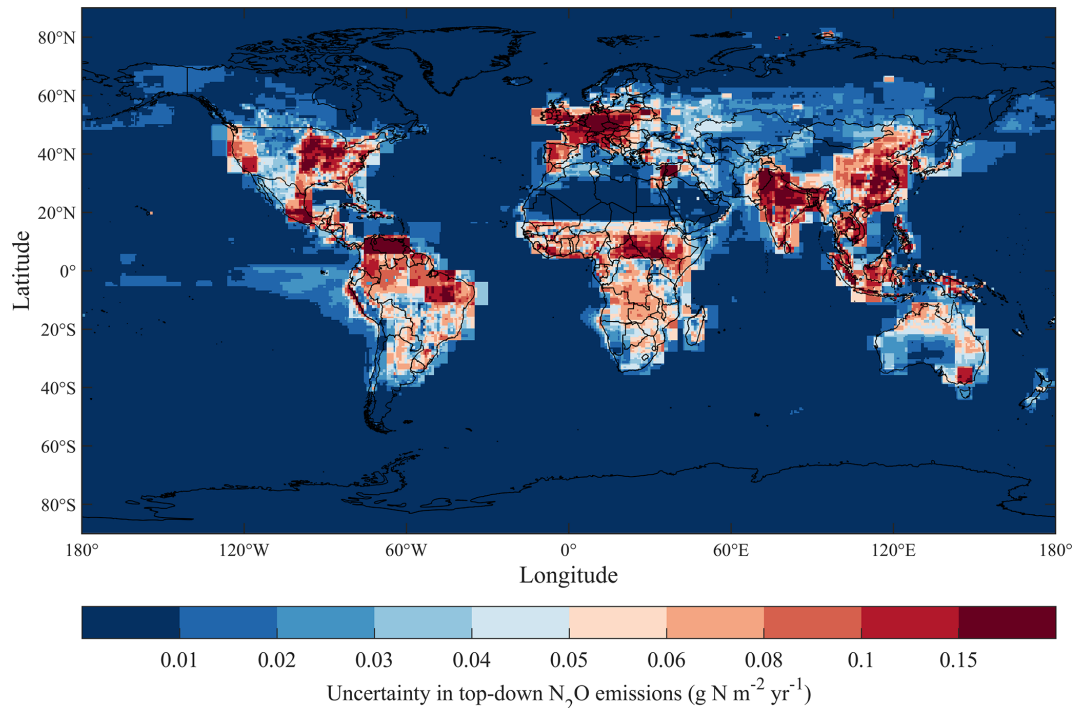 80°N
60°N
40°N
20°N
0°
20°S
40°S
60°S
80°S
Latitude
180° 120°W 60°W 0° 60°E 120°E 180°
Longitude
0.01 0.02 0.03 0.04 0.05 0.06 0.08 0.1 0.15
Uncertainty in top-down N₂O emissions (g N m⁻² yr⁻¹)